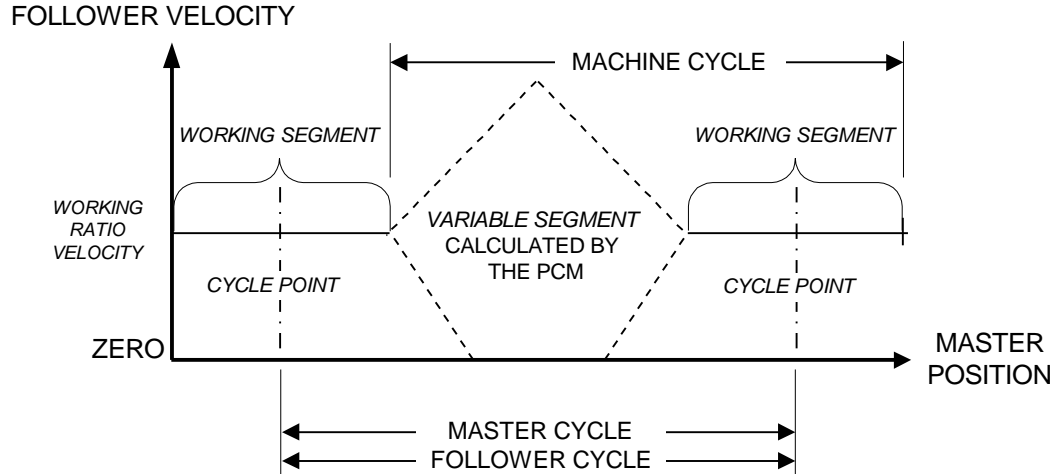 FOLLOWER VELOCITY
MACHINE CYCLE
WORKING SEGMENT
WORKING SEGMENT
WORKING
RATIO
VELOCITY
VARIABLE SEGMENT
CALCULATED BY
THE PCM
CYCLE POINT
CYCLE POINT
ZERO
MASTER
POSITION
MASTER CYCLE
FOLLOWER CYCLE